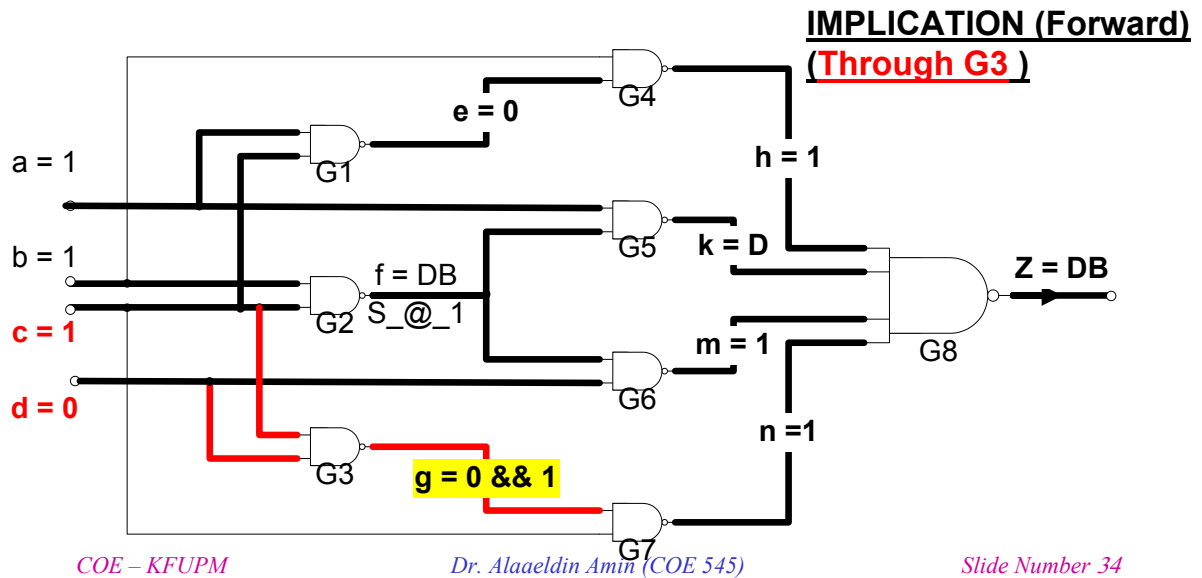 IMPLICATION (Forward)
(Through G3 )
G4
e = 0
a = 1
G1
h = 1
G5
b = 1
k = D
f = DB
Z = DB
S_@_1
G2
c = 1
m = 1
G8
G6
d = 0
n =1
G3
g = 0 && 1
G7
COE – KFUPM
Dr. Alaaeldin Amin (COE 545)
Slide Number 34